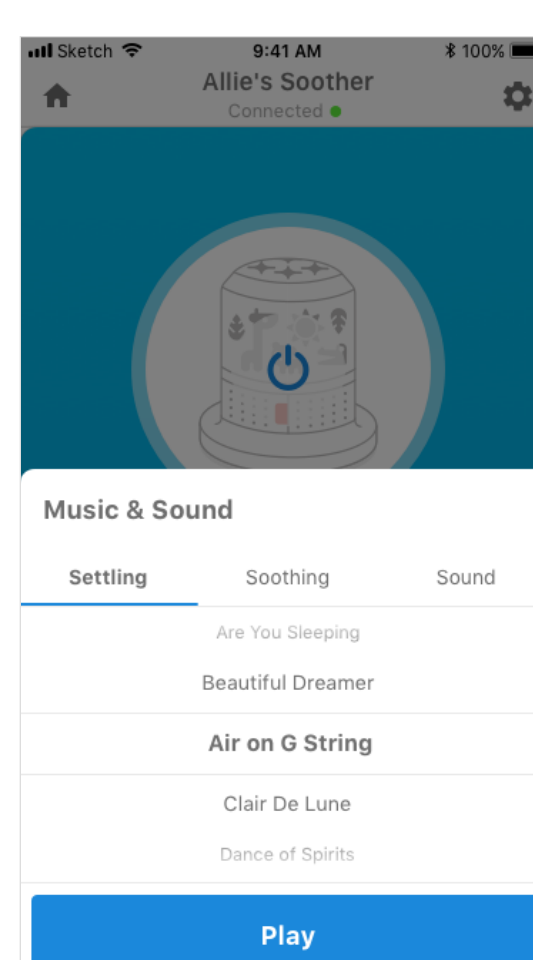 Sketch 9:41 AM 100%
Allie's Soother
Connected
Music & Sound
Settling Soothing Sound
Are You Sleeping
Beautiful Dreamer
Air on G String
Clair De Lune
Dance of Spirits
Play